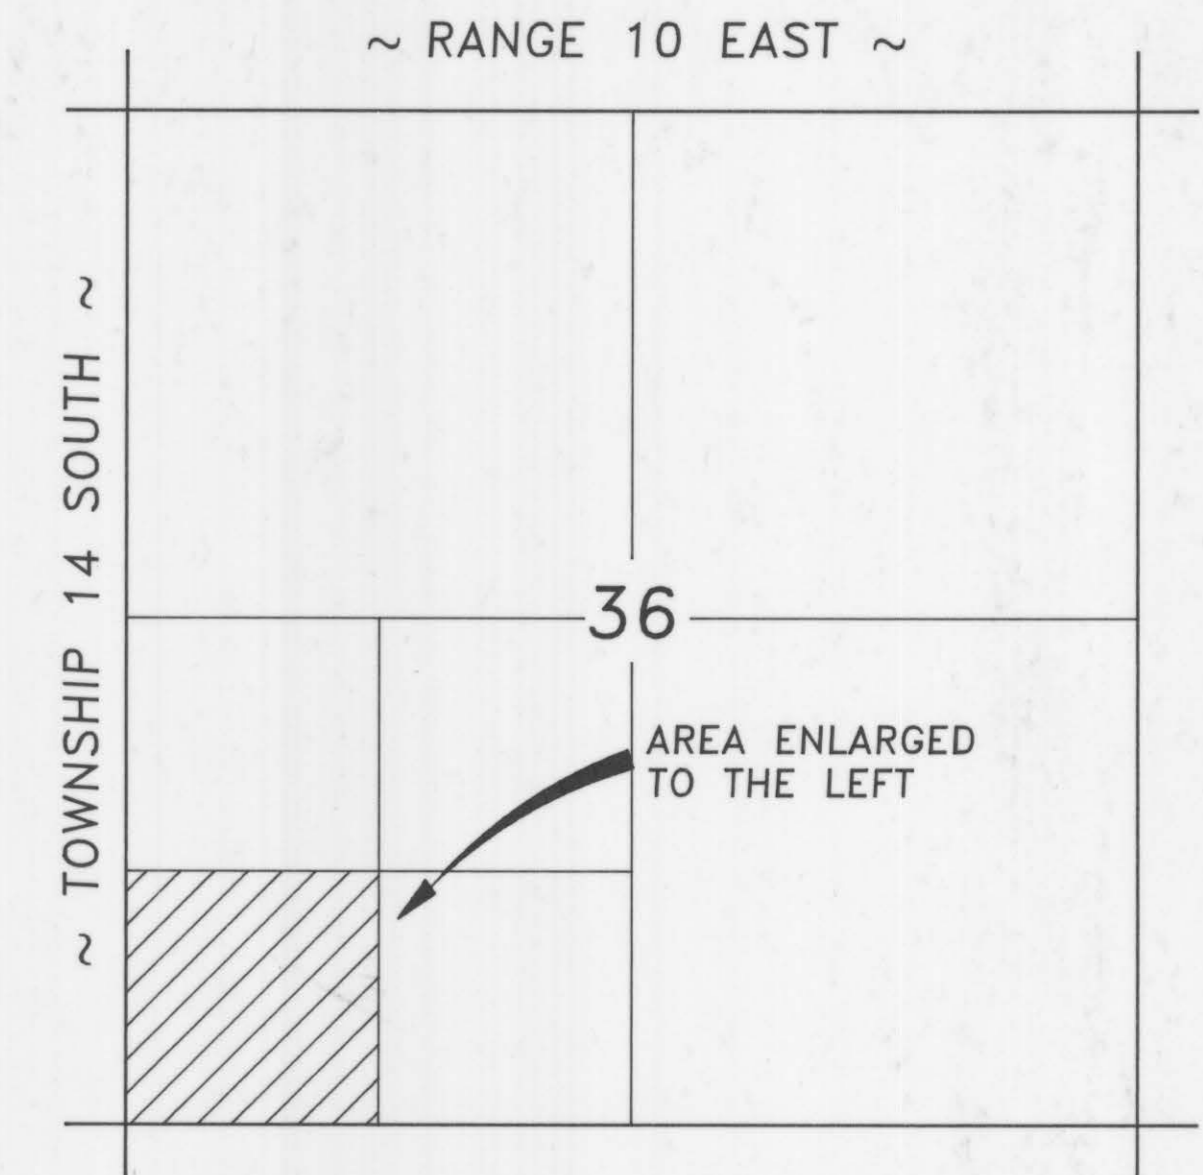 ~ RANGE 10 EAST ~
~ TOWNSHIP 14 SOUTH ~
36
AREA ENLARGED
TO THE LEFT